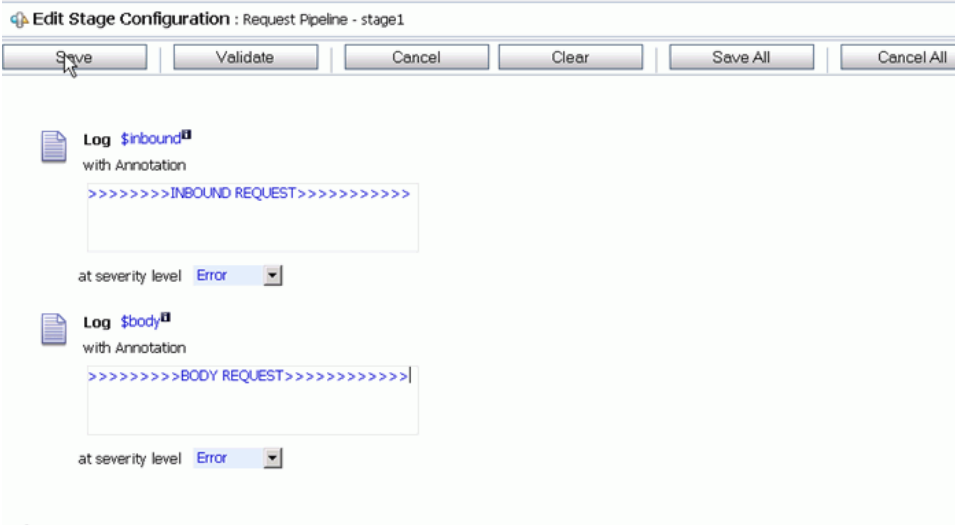 Edit Stage Configuration : Request Pipeline - stage1
Save Validate Cancel Clear Save All Cancel All
Log $inbound
with Annotation
>>>>>>>>INBOUND REQUEST>>>>>>>>>>>
at severity level Error
Log $body
with Annotation
>>>>>>>>>BODY REQUEST>>>>>>>>>>>>
at severity level Error